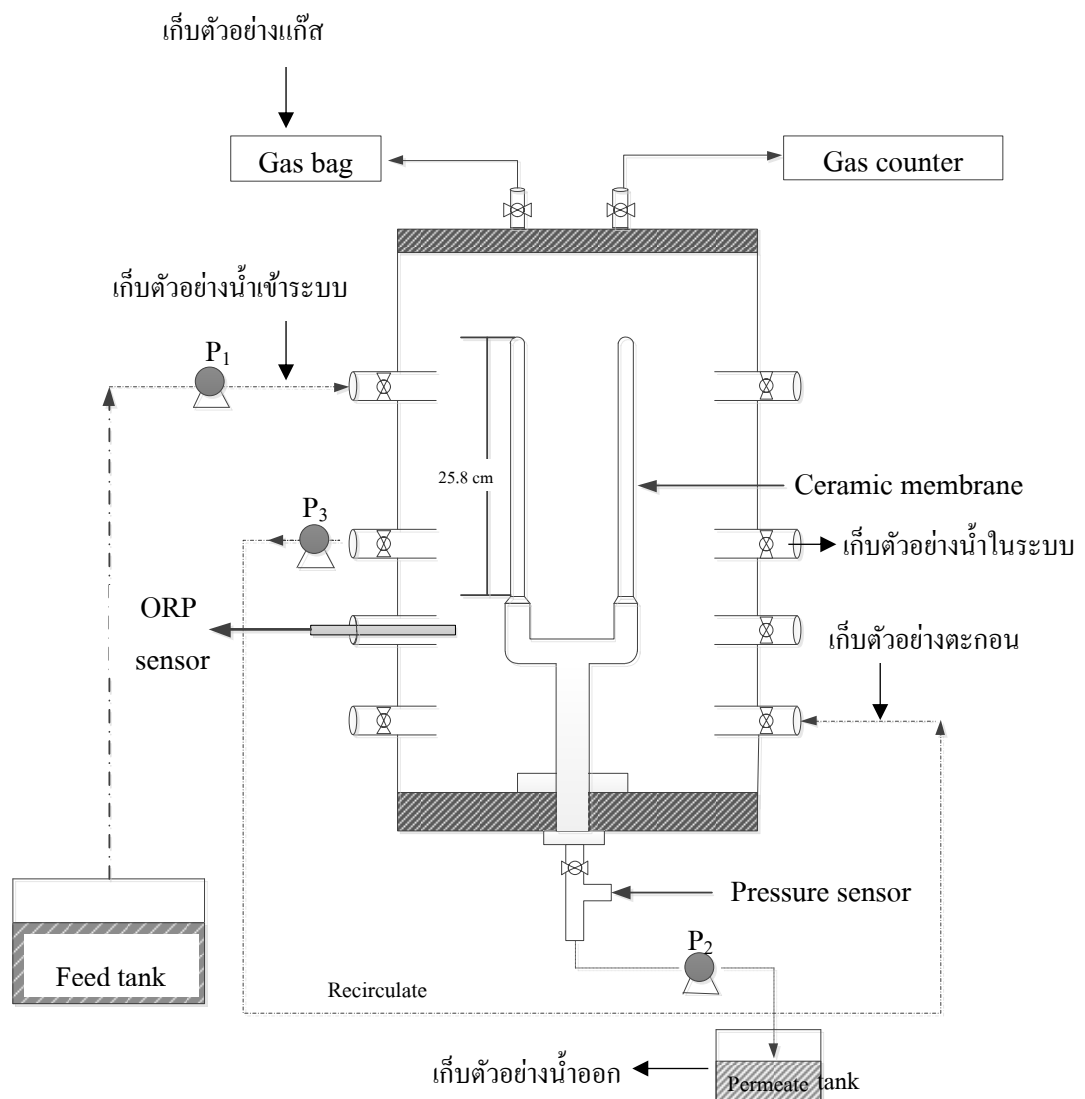 เก็บตัวอย่างแก๊ส
Gas bag
Gas counter
เก็บตัวอย่างน้ำเข้าระบบ
P1
25.8 cm
Ceramic membrane
P3
เก็บตัวอย่างน้ำในระบบ
ORP
sensor
เก็บตัวอย่างตะกอน
Pressure sensor
P2
Feed tank
Recirculate
เก็บตัวอย่างน้ำออก
Permeate tank